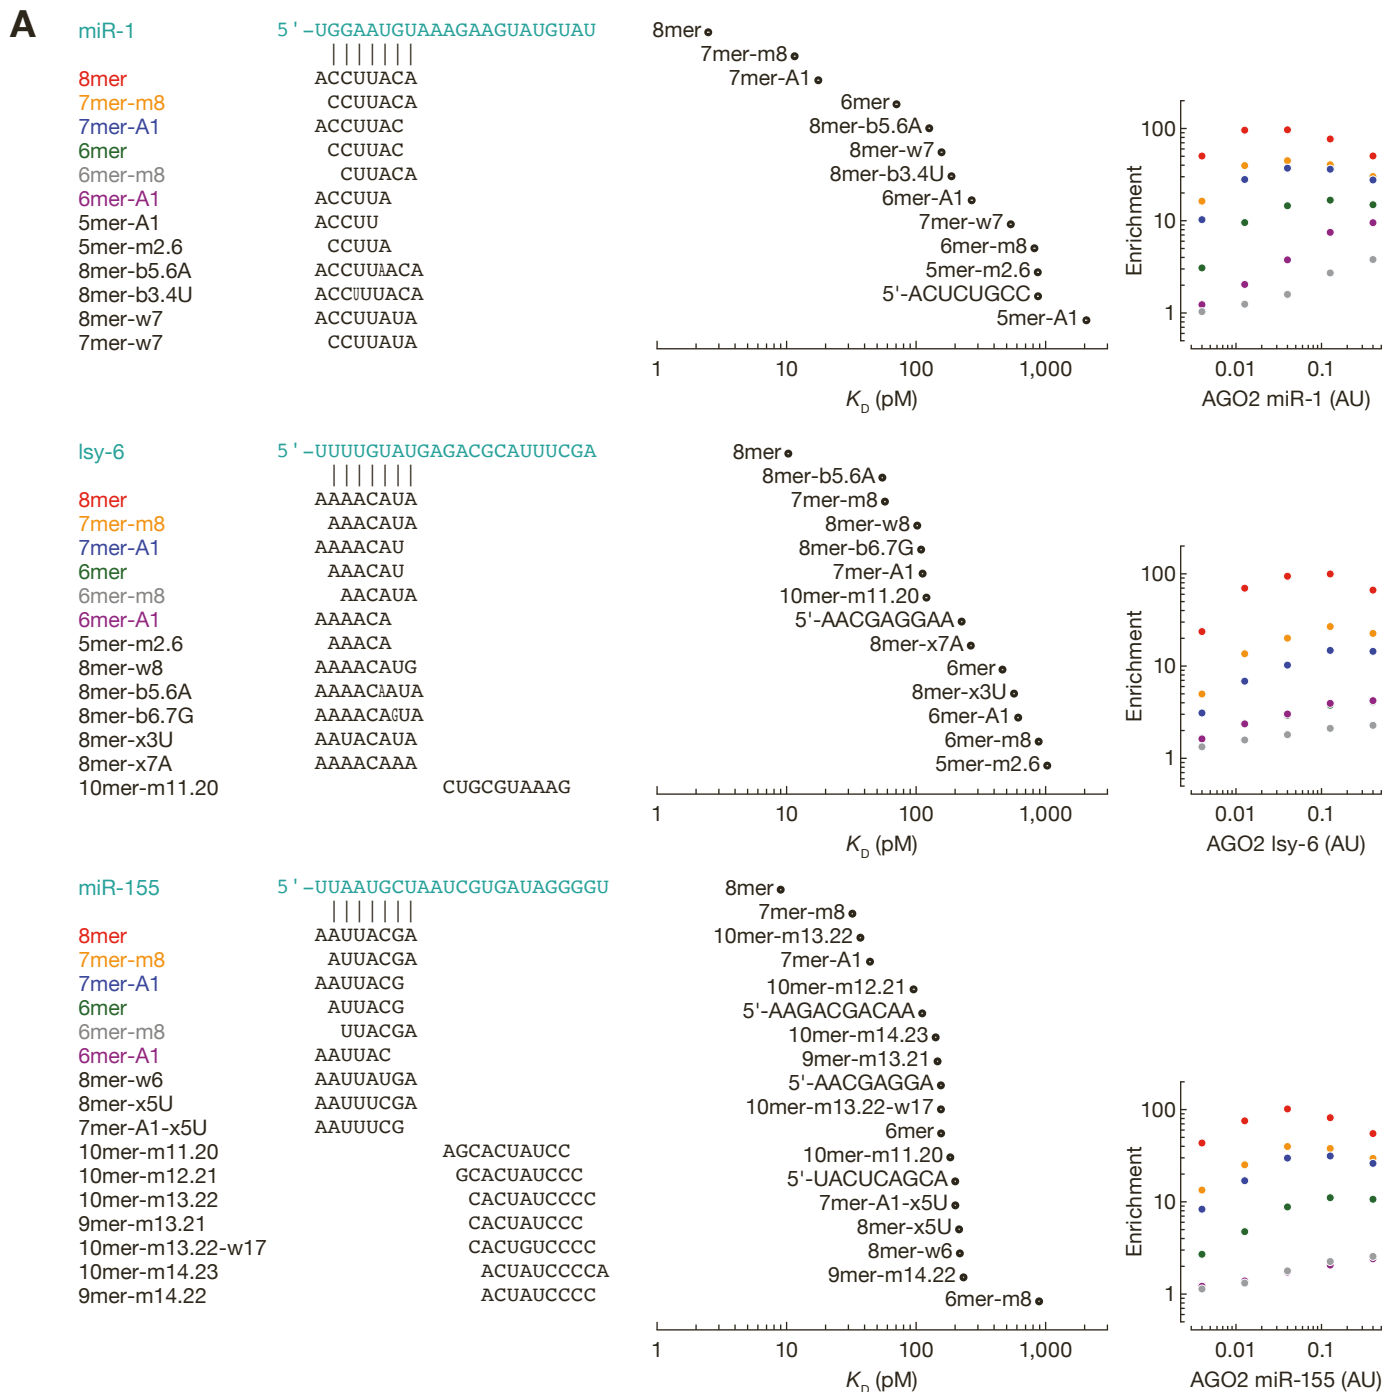 A
miR-1 5'-UGGAAUGUAAAGAAGUAUGUAU
8mer ACCUUACA
7mer-m8 CCUUACA
7mer-A1 ACCUUAC
6mer CCUUAC
6mer-m8 CUUACA
6mer-A1 ACCUUA
5mer-A1 ACCUU
5mer-m2.6 CCUUA
8mer-b5.6A ACCUUAACA
8mer-b3.4U ACCUUUACA
8mer-w7 ACCUUAUA
7mer-w7 CCUUAUA
8mer
7mer-m8
7mer-A1
6mer
8mer-b5.6A
8mer-w7
8mer-b3.4U
6mer-A1
7mer-w7
6mer-m8
5mer-m2.6
5'-ACUCUGCC
5mer-A1
1 10 100 1,000
KD (pM)
Enrichment
100
10
1
0.01 0.1
AGO2 miR-1 (AU)
lsy-6 5'-UUUUGUAUGAGACGCAUUUCGA
8mer AAAACAUA
7mer-m8 AAACAUA
7mer-A1 AAAACAU
6mer AAACAU
6mer-m8 AACAUA
6mer-A1 AAAACA
5mer-m2.6 AAACA
8mer-w8 AAAACAUG
8mer-b5.6A AAAACAAUA
8mer-b6.7G AAAACAGUA
8mer-x3U AAUACAUA
8mer-x7A AAAACAAA
10mer-m11.20 CUGCGUAAAG
8mer
8mer-b5.6A
7mer-m8
8mer-w8
8mer-b6.7G
7mer-A1
10mer-m11.20
5'-AACGAGGAA
8mer-x7A
6mer
8mer-x3U
6mer-A1
6mer-m8
5mer-m2.6
1 10 100 1,000
KD (pM)
Enrichment
100
10
1
0.01 0.1
AGO2 lsy-6 (AU)
miR-155 5'-UUAAUGCUAAUCGUGAUAGGGGU
8mer AAUUACGA
7mer-m8 AUUACGA
7mer-A1 AAUUACG
6mer AUUACG
6mer-m8 UUACGA
6mer-A1 AAUUAC
8mer-w6 AAUUAUGA
8mer-x5U AAUUUCGA
7mer-A1-x5U AAUUUCG
10mer-m11.20 AGCACUAUCC
10mer-m12.21 GCACUAUCCC
10mer-m13.22 CACUAUCCCC
9mer-m13.21 CACUAUCCC
10mer-m13.22-w17 CACUGUCCCC
10mer-m14.23 ACUAUCCCCA
9mer-m14.22 ACUAUCCCC
8mer
7mer-m8
10mer-m13.22
7mer-A1
10mer-m12.21
5'-AAGACGACAA
10mer-m14.23
9mer-m13.21
5'-AACGAGGA
10mer-m13.22-w17
6mer
10mer-m11.20
5'-UACUCAGCA
7mer-A1-x5U
8mer-x5U
8mer-w6
9mer-m14.22
6mer-m8
1 10 100 1,000
KD (pM)
Enrichment
100
10
1
0.01 0.1
AGO2 miR-155 (AU)